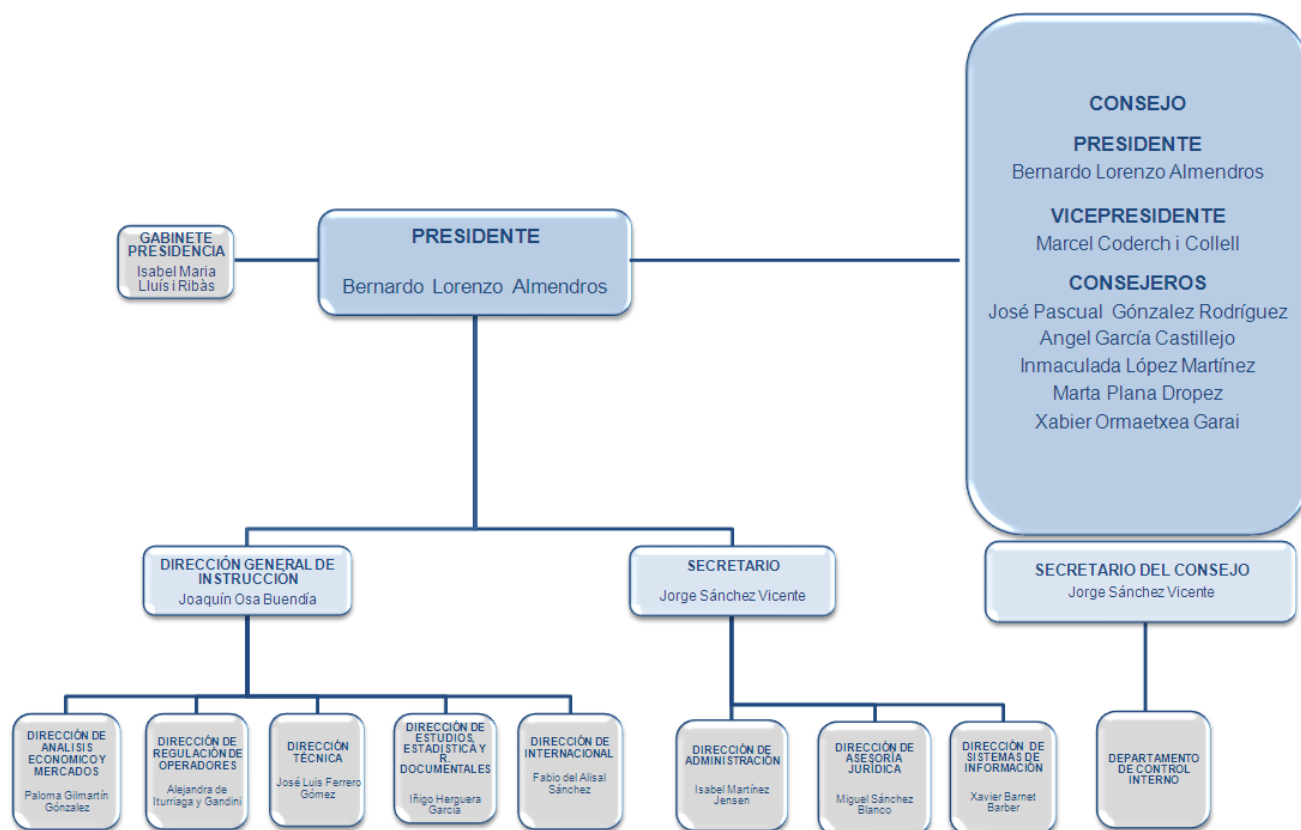 CONSEJO
PRESIDENTE
Bernardo Lorenzo Almendros
VICEPRESIDENTE
Marcel Coderch i Collell
CONSEJEROS
José Pascual Gónzalez Rodríguez
Angel García Castillejo
Inmaculada López Martínez
Marta Plana Dropez
Xabier Ormaetxea Garai
GABINETE
PRESIDENCIA
Isabel Maria
Lluís i Ribàs
PRESIDENTE
Bernardo Lorenzo Almendros
DIRECCIÓN GENERAL DE
INSTRUCCIÓN
Joaquín Osa Buendía
SECRETARIO
Jorge Sánchez Vicente
SECRETARIO DEL CONSEJO
Jorge Sánchez Vicente
DIRECCIÓN DE
ANALISIS
ECONOMICO Y
MERCADOS
Paloma Gilmartín
Gónzalez
DIRECCIÓN DE
REGULACIÓN DE
OPERADORES
Alejandra de
Iturriaga y Gandini
DIRECCIÓN
TÉCNICA
José Luis Ferrero
Gómez
DIRECCIÓN DE
ESTUDIOS,
ESTADISTICA Y
R.
DOCUMENTALES
Iñigo Herguera
García
DIRECCIÓN DE
INTERNACIONAL
Fabio del Alisal
Sánchez
DIRECCIÓN DE
ADMINISTRACIÓN
Isabel Martínez
Jensen
DIRECCIÓN DE
ASESORÍA
JURÍDICA
Miguel Sánchez
Blanco
DIRECCIÓN DE
SISTEMAS DE
INFORMACIÓN
Xavier Barnet
Barber
DEPARTAMENTO
DE CONTROL
INTERNO